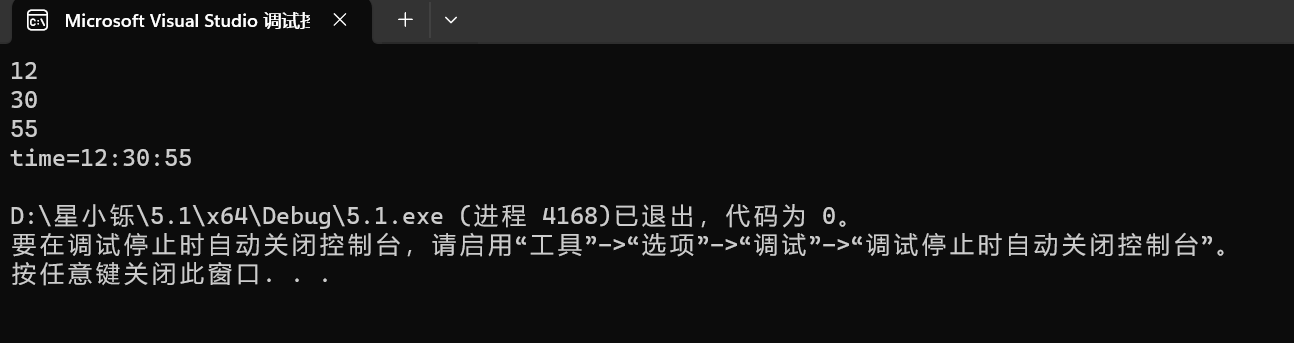 Microsoft Visual Studio 调试
12
30
55
time=12:30:55
D:\星小铄\5.1\x64\Debug\5.1.exe (进程 4168)已退出，代码为 0。
要在调试停止时自动关闭控制台，请启用“工具”->“选项”->“调试”->“调试停止时自动关闭控制台”。
按任意键关闭此窗口. . .